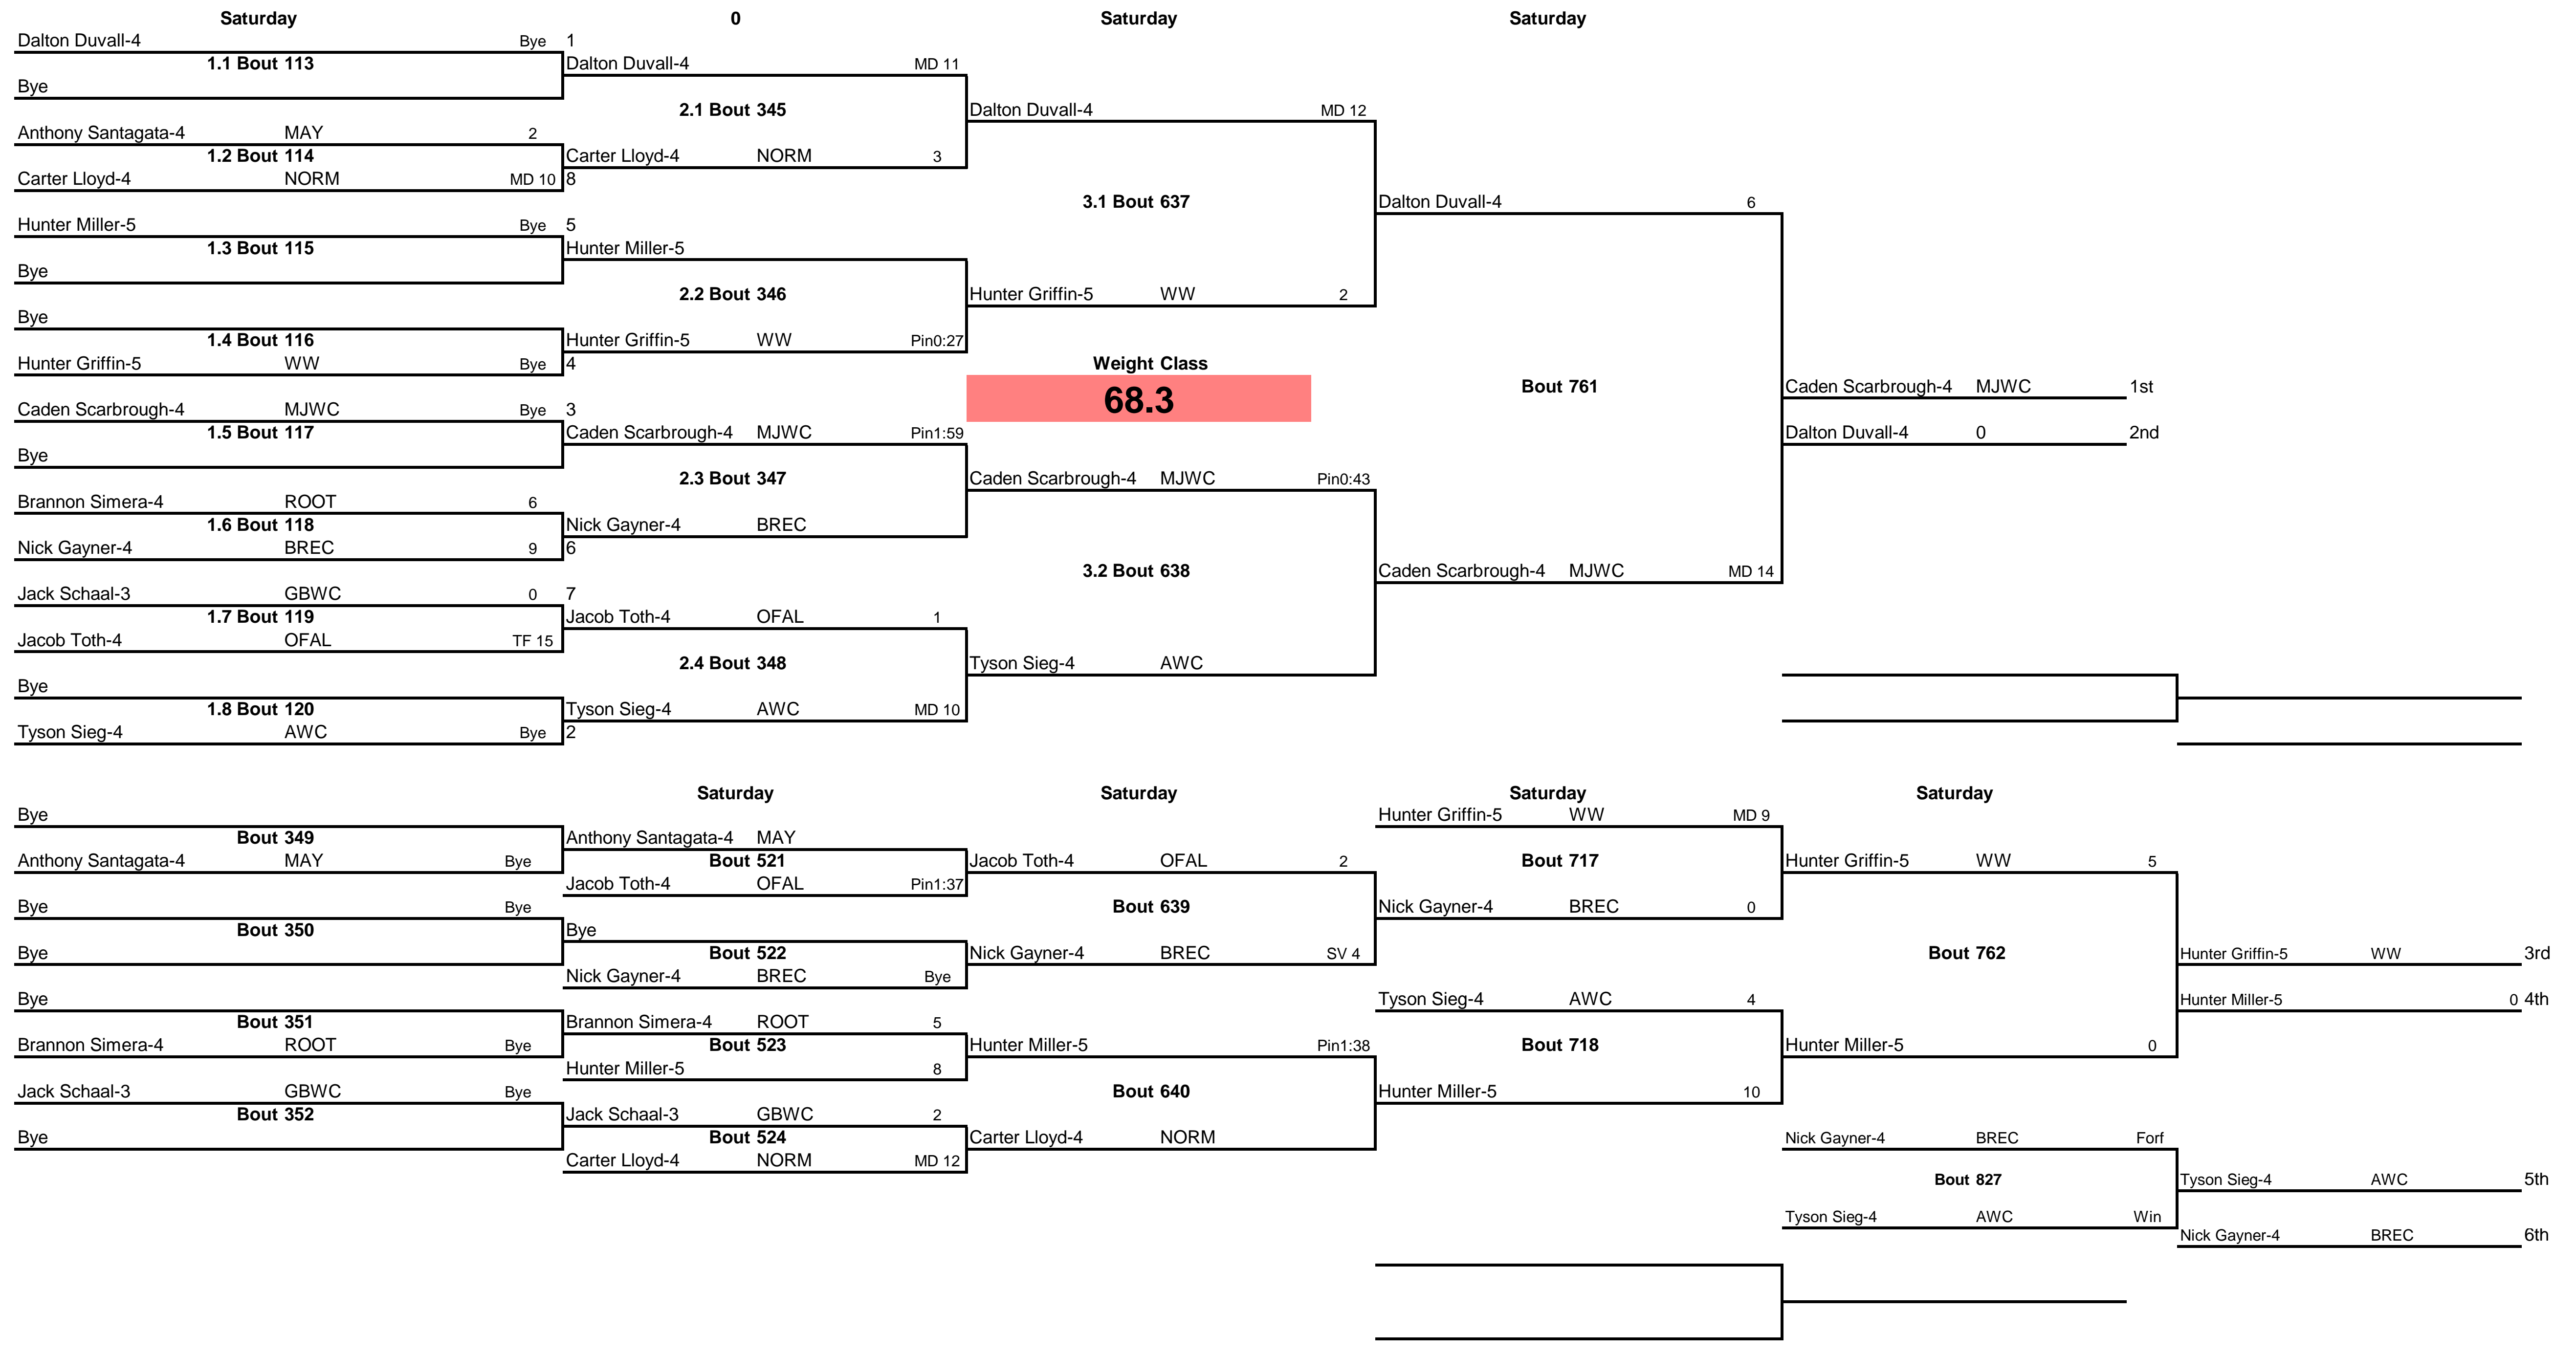 Saturday 0 Saturday Saturday
Dalton Duvall-4 Bye 1
1.1 Bout 113 Dalton Duvall-4 MD 11
Bye
2.1 Bout 345 Dalton Duvall-4 MD 12
Anthony Santagata-4 MAY 2
1.2 Bout 114 Carter Lloyd-4 NORM 3
Carter Lloyd-4 NORM MD 10 8
3.1 Bout 637 Dalton Duvall-4 6
Hunter Miller-5 Bye 5
1.3 Bout 115 Hunter Miller-5
Bye
2.2 Bout 346 Hunter Griffin-5 WW 2
Bye
1.4 Bout 116 Hunter Griffin-5 WW Pin0:27
Hunter Griffin-5 WW Bye 4 Weight Class
Bout 761 Caden Scarbrough-4 MJWC 1st
68.3
Caden Scarbrough-4 MJWC Bye 3
1.5 Bout 117 Caden Scarbrough-4 MJWC Pin1:59 Dalton Duvall-4 0 2nd
Bye
2.3 Bout 347 Caden Scarbrough-4 MJWC Pin0:43
Brannon Simera-4 ROOT 6
1.6 Bout 118 Nick Gayner-4 BREC
Nick Gayner-4 BREC 9 6
3.2 Bout 638 Caden Scarbrough-4 MJWC MD 14
Jack Schaal-3 GBWC 0 7
1.7 Bout 119 Jacob Toth-4 OFAL 1
Jacob Toth-4 OFAL TF 15
2.4 Bout 348 Tyson Sieg-4 AWC
Bye
1.8 Bout 120 Tyson Sieg-4 AWC MD 10
Tyson Sieg-4 AWC Bye 2
Saturday Saturday Saturday Saturday
Bye Hunter Griffin-5 WW MD 9
Bout 349 Anthony Santagata-4 MAY
Anthony Santagata-4 MAY Bye Bout 521 Jacob Toth-4 OFAL 2 Bout 717 Hunter Griffin-5 WW 5
Jacob Toth-4 OFAL Pin1:37
Bye Bye Bout 639 Nick Gayner-4 BREC 0
Bout 350 Bye
Bye Bout 522 Nick Gayner-4 BREC SV 4 Bout 762 Hunter Griffin-5 WW 3rd
Nick Gayner-4 BREC Bye
Bye Tyson Sieg-4 AWC 4 Hunter Miller-5 0 4th
Bout 351 Brannon Simera-4 ROOT 5
Brannon Simera-4 ROOT Bye Bout 523 Hunter Miller-5 Pin1:38 Bout 718 Hunter Miller-5 0
Hunter Miller-5 8
Jack Schaal-3 GBWC Bye Bout 640 Hunter Miller-5 10
Bout 352 Jack Schaal-3 GBWC 2
Bye Bout 524 Carter Lloyd-4 NORM Nick Gayner-4 BREC Forf
Carter Lloyd-4 NORM MD 12
Bout 827 Tyson Sieg-4 AWC 5th
Tyson Sieg-4 AWC Win
Nick Gayner-4 BREC 6th